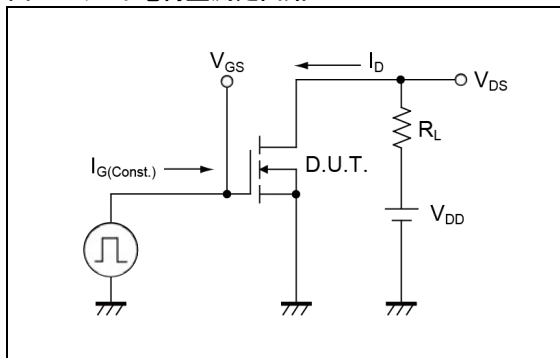 V_GS
I_D
V_DS
R_L
I_G(Const.)
D.U.T.
V_DD